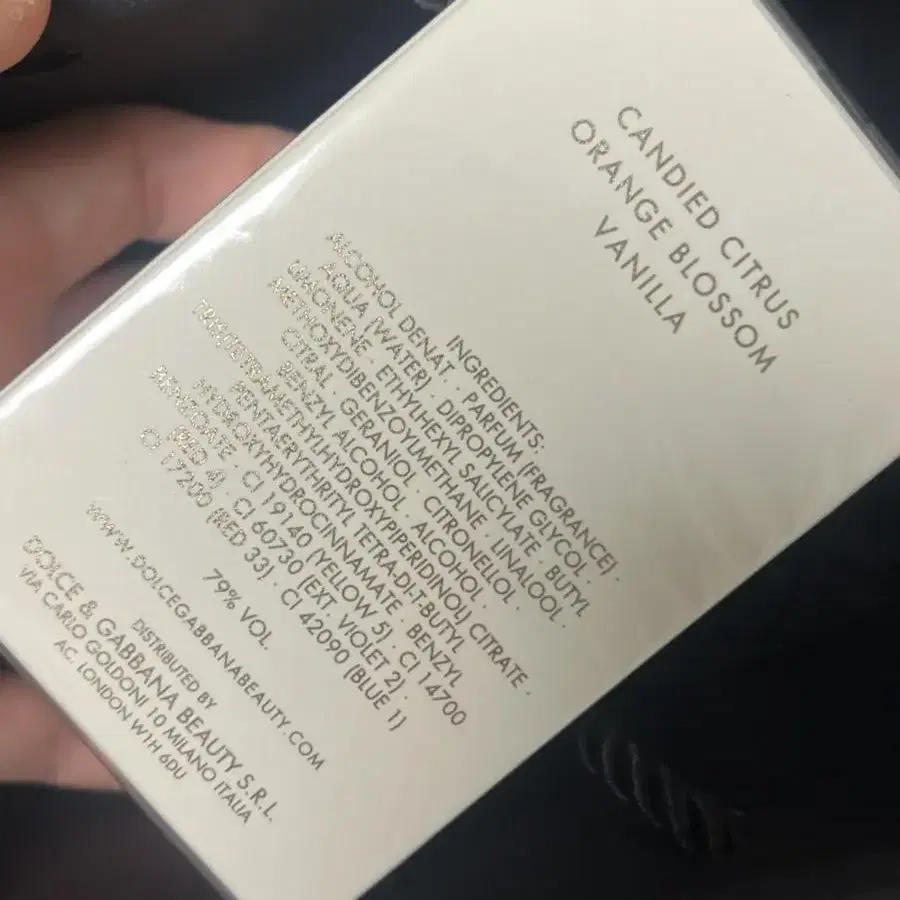 CANDIED CITRUS
ORANGE BLOSSOM
VANILLA
INGREDIENTS:
ALCOHOL DENAT. · PARFUM (FRAGRANCE) ·
AQUA (WATER) · DIPROPYLENE GLYCOL ·
LIMONENE · ETHYLHEXYL SALICYLATE · BUTYL
METHOXYDIBENZOYLMETHANE · LINALOOL ·
CITRAL · GERANIOL · CITRONELLOL ·
BENZYL ALCOHOL · ALCOHOL ·
TRIS(TETRAMETHYLHYDROXYPIPERIDINOL) CITRATE ·
PENTAERYTHRITYL TETRA-DI-T-BUTYL
HYDROXYHYDROCINNAMATE · BENZYL
BENZOATE · CI 19140 (YELLOW 5) · CI 14700
(RED 4) · CI 60730 (EXT. VIOLET 2) ·
CI 17200 (RED 33) · CI 42090 (BLUE 1)
79% VOL.
WWW.DOLCEGABBANABEAUTY.COM
DISTRIBUTED BY
DOLCE & GABBANA BEAUTY S.R.L.
VIA CARLO GOLDONI 10 MILANO ITALIA
AC. LONDON W1H 6DU